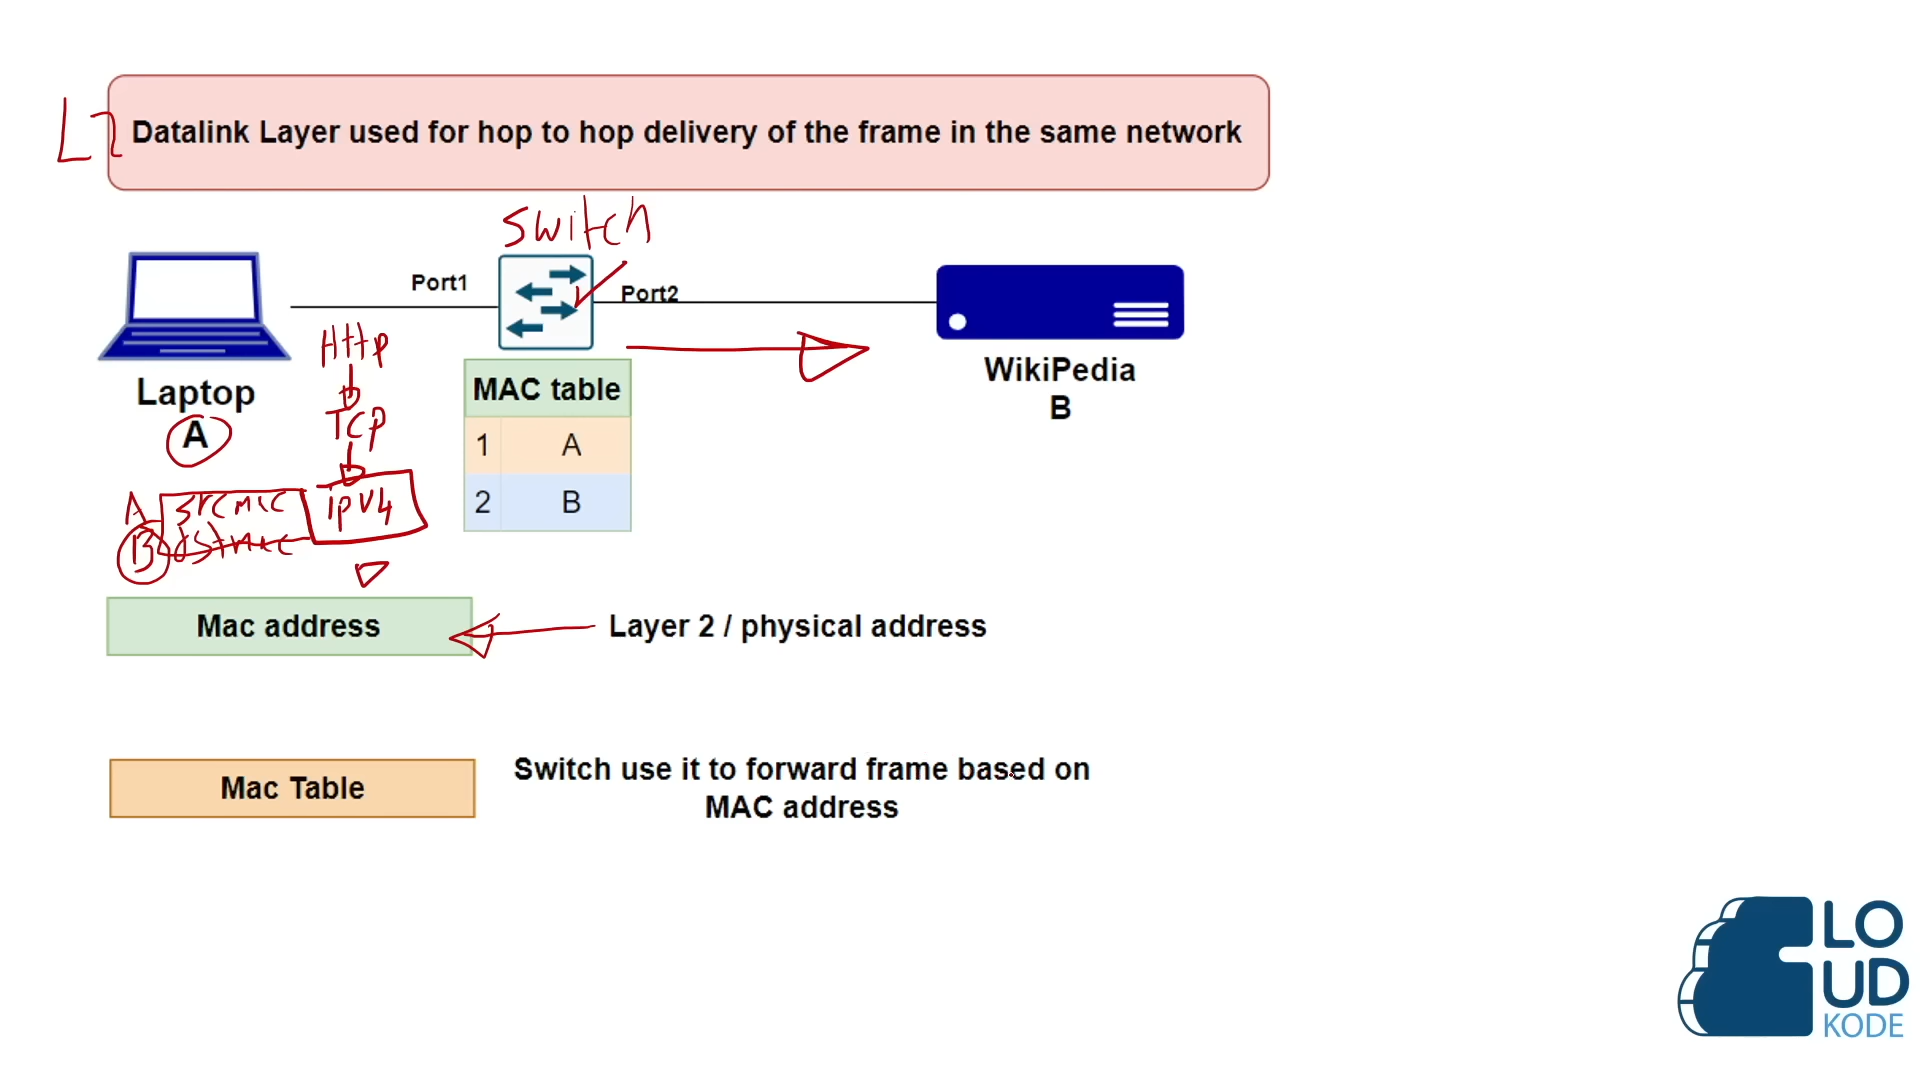 L2
Datalink Layer used for hop to hop delivery of the frame in the same network
switch
Port1
Port2
HTTP
TCP
ipv4
Laptop
A
WikiPedia
B
MAC table
1 A
2 B
A srcmac
B dstmac
Mac address
Layer 2 / physical address
Mac Table
Switch use it to forward frame based on
MAC address
CLOUD
KODE